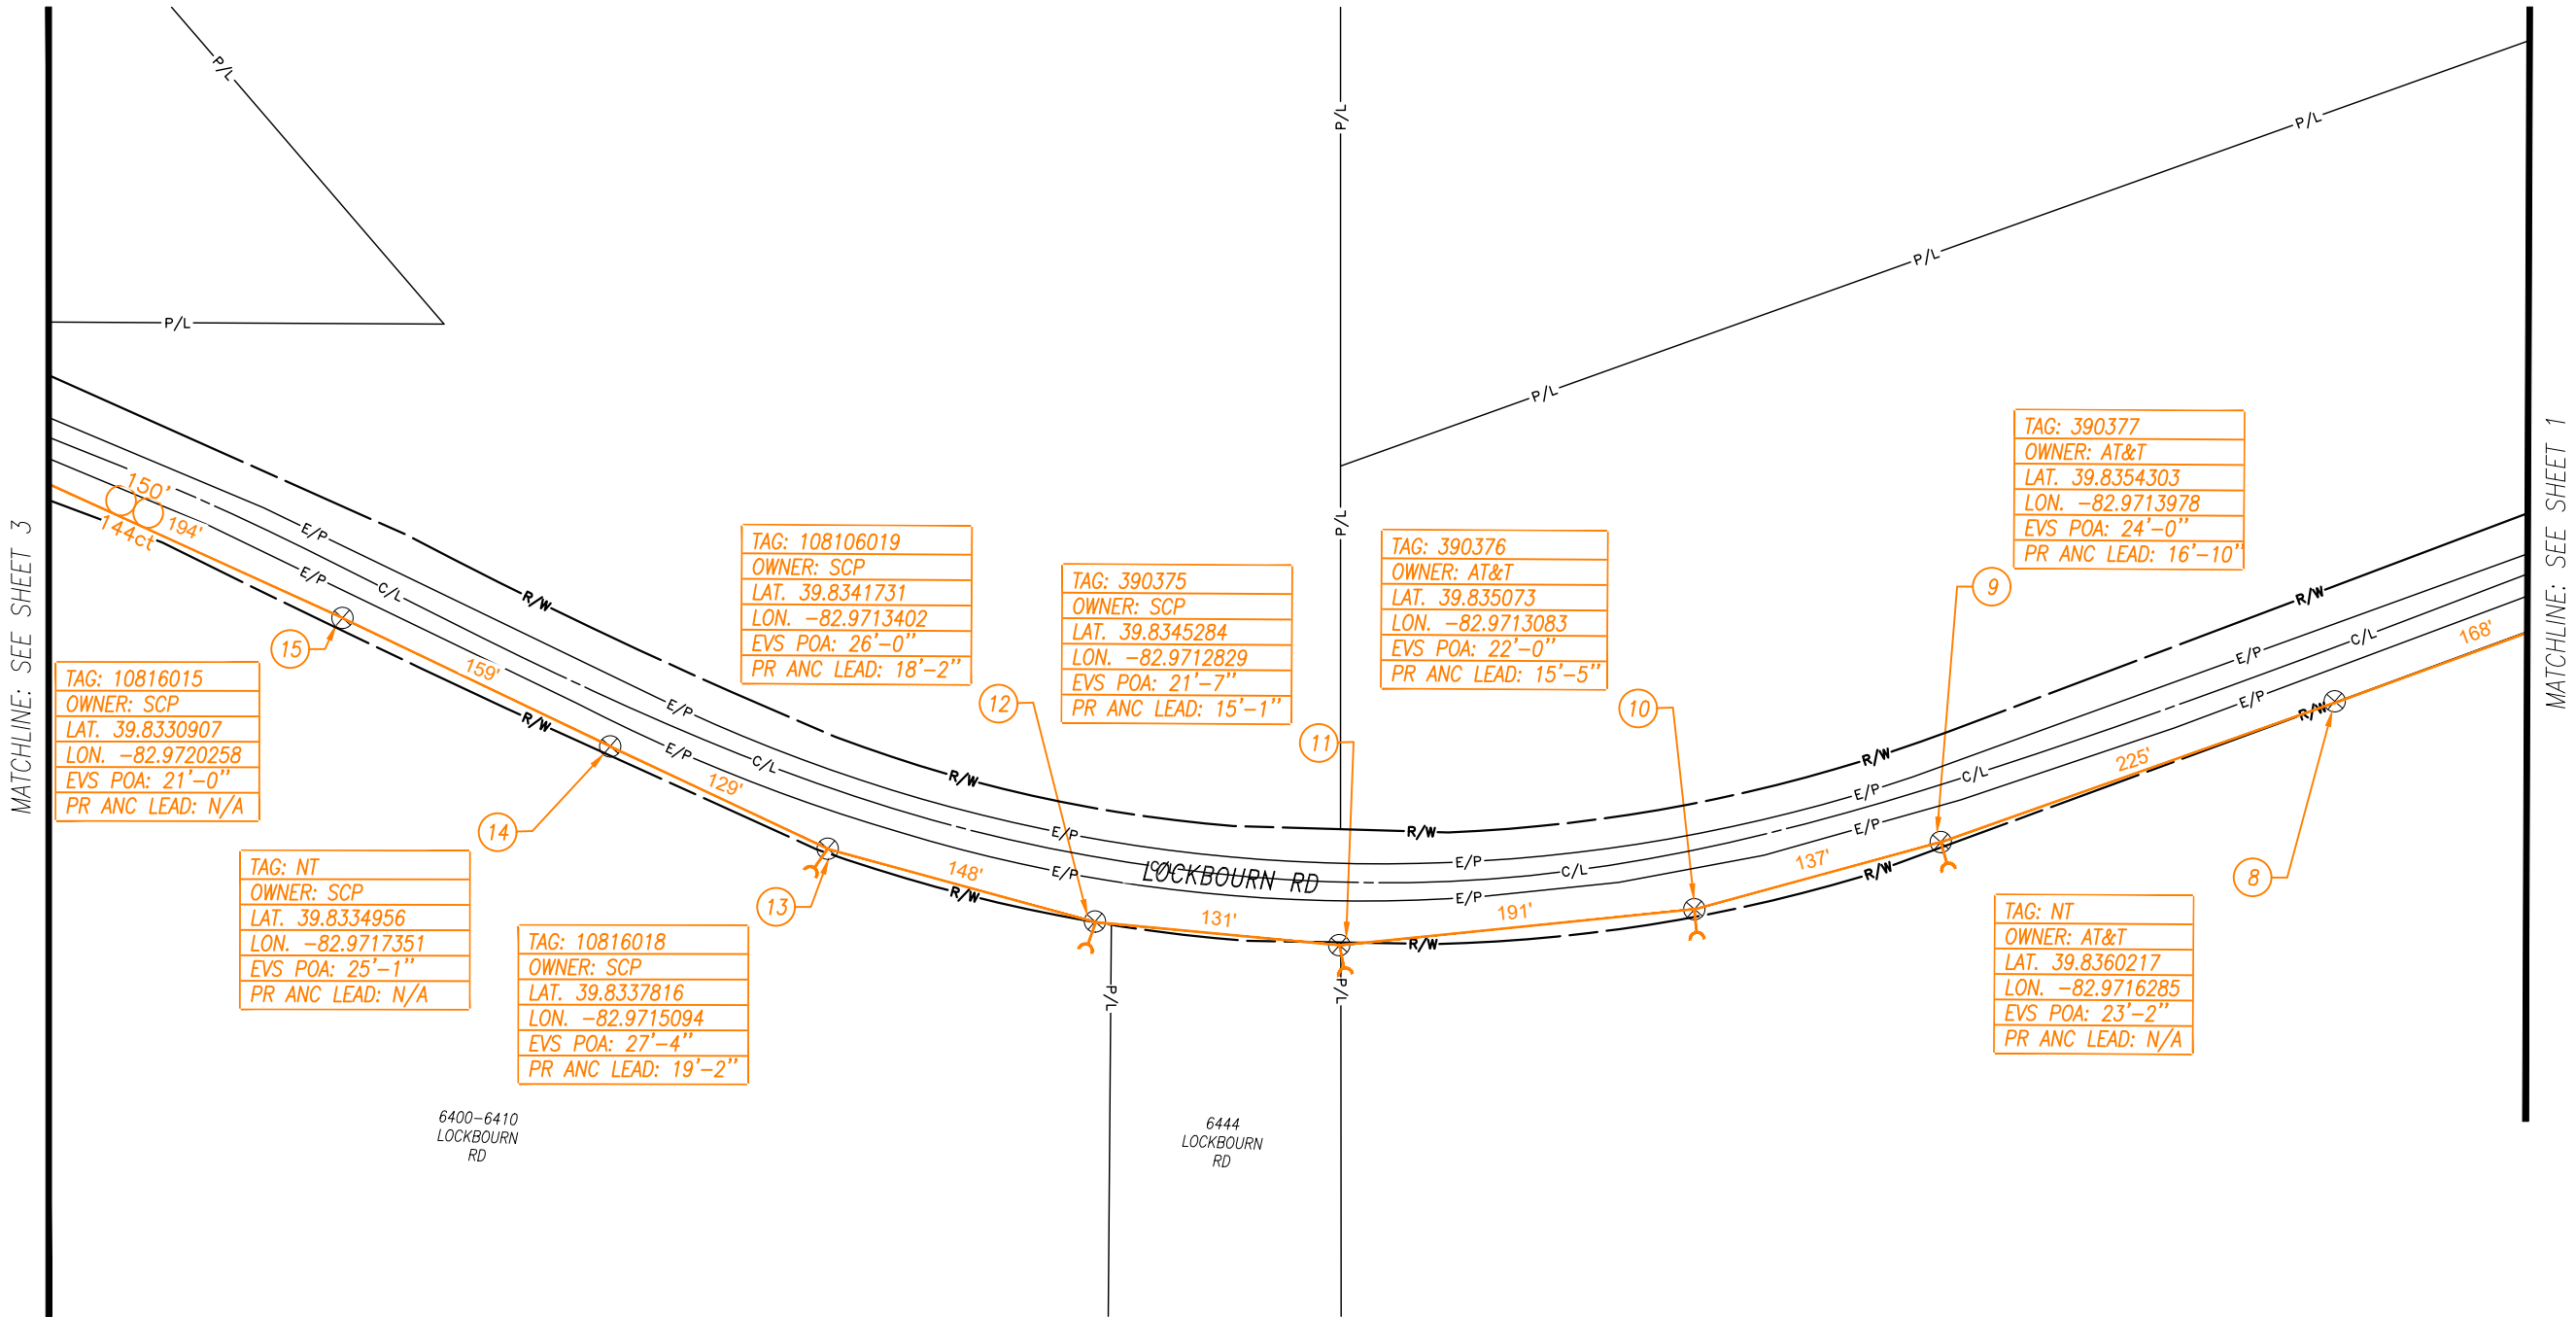 P/L
P/L
P/L
P/L
P/L
P/L
P/L
P/L
MATCHLINE: SEE SHEET 3
MATCHLINE: SEE SHEET 1
TAG: 390377
OWNER: AT&T
LAT. 39.8354303
LON. -82.9713978
EVS POA: 24'-0"
PR ANC LEAD: 16'-10"
9
150'
194'
144ct
E/P
E/P
C/L
R/W
R/W
TAG: 108106019
OWNER: SCP
LAT. 39.8341731
LON. -82.9713402
EVS POA: 26'-0"
PR ANC LEAD: 18'-2"
12
TAG: 390375
OWNER: SCP
LAT. 39.8345284
LON. -82.9712829
EVS POA: 21'-7"
PR ANC LEAD: 15'-1"
11
TAG: 390376
OWNER: AT&T
LAT. 39.835073
LON. -82.9713083
EVS POA: 22'-0"
PR ANC LEAD: 15'-5"
10
R/W
E/P
C/L
E/P
R/W
168'
225'
15
159'
TAG: 10816015
OWNER: SCP
LAT. 39.8330907
LON. -82.9720258
EVS POA: 21'-0"
PR ANC LEAD: N/A
E/P
C/L
E/P
129'
14
R/W
R/W
E/P
C/L
E/P
R/W
137'
E/P
C/L
E/P
LOCKBOURN RD
R/W
E/P
C/L
E/P
R/W
148'
131'
191'
13
8
TAG: NT
OWNER: SCP
LAT. 39.8334956
LON. -82.9717351
EVS POA: 25'-1"
PR ANC LEAD: N/A
TAG: 10816018
OWNER: SCP
LAT. 39.8337816
LON. -82.9715094
EVS POA: 27'-4"
PR ANC LEAD: 19'-2"
P/L
P/L
TAG: NT
OWNER: AT&T
LAT. 39.8360217
LON. -82.9716285
EVS POA: 23'-2"
PR ANC LEAD: N/A
6400-6410
LOCKBOURN
RD
6444
LOCKBOURN
RD